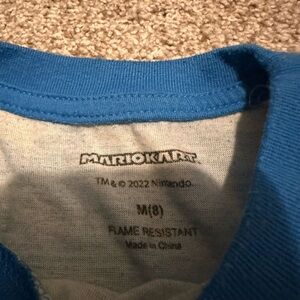 MARIOKART
TM & © 2022 Nintendo.
M(8)
FLAME RESISTANT
Made in China